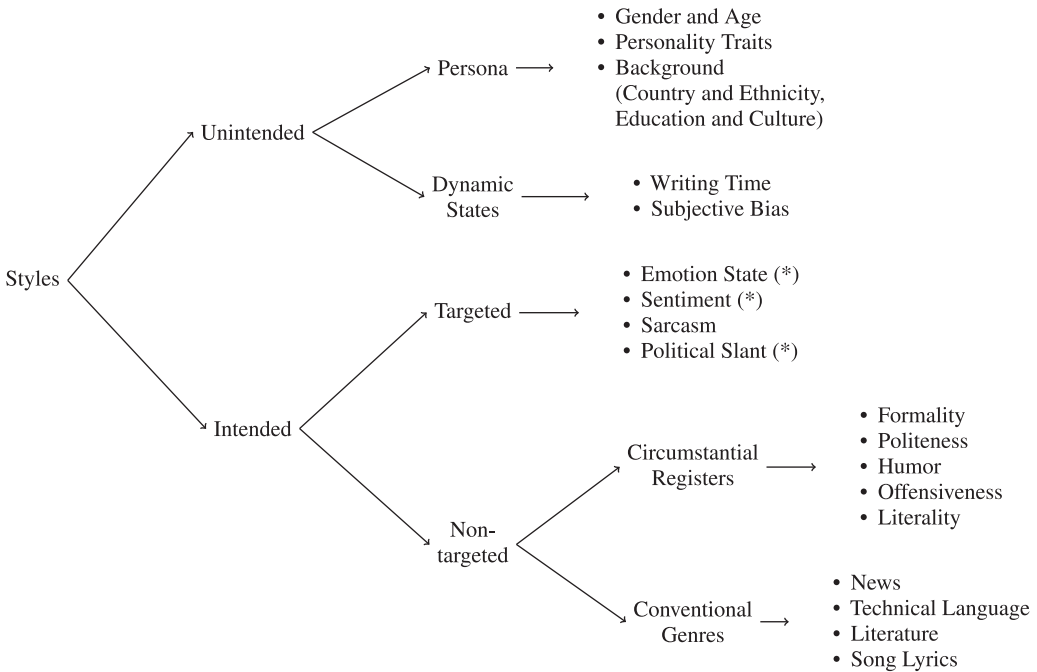 • Gender and Age
• Personality Traits
• Background
(Country and Ethnicity,
Education and Culture)
Persona
Unintended
Dynamic
States
• Writing Time
• Subjective Bias
Styles
• Emotion State (*)
• Sentiment (*)
• Sarcasm
• Political Slant (*)
Targeted
Intended
Non-
targeted
Circumstantial
Registers
• Formality
• Politeness
• Humor
• Offensiveness
• Literality
Conventional
Genres
• News
• Technical Language
• Literature
• Song Lyrics